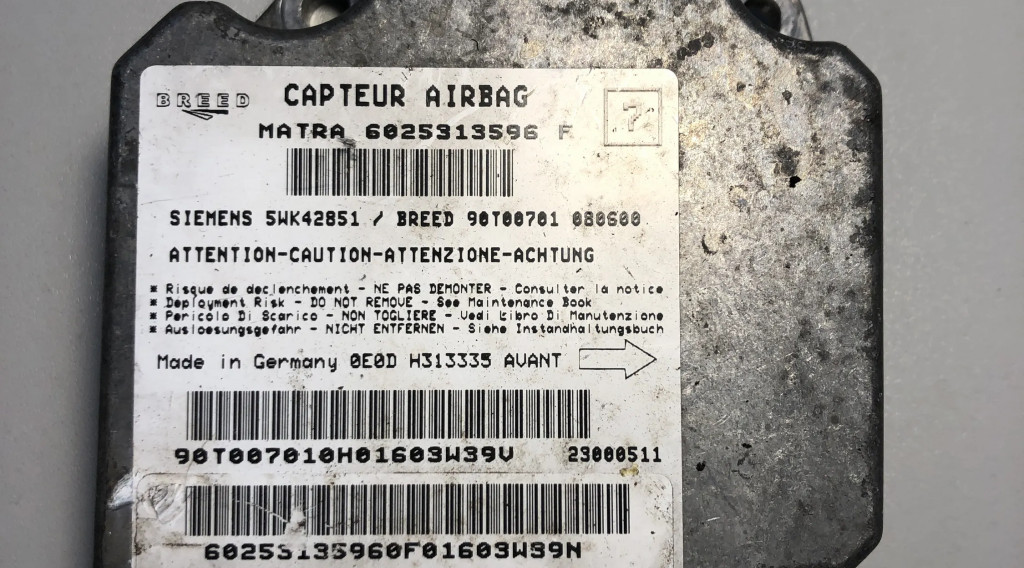 BREED CAPTEUR AIRBAG ?
MATRA 6025313596 F
SIEMENS 5WK42851 / BREED 90T00701 080600
ATTENTION-CAUTION-ATTENZIONE-ACHTUNG
* Risque de declenchement - NE PAS DEMONTER - Consulter la notice
* Deployment Risk - DO NOT REMOVE - See Maintenance Book
* Pericolo Di Scarico - NON TOGLIERE - Vedi Libro Di Manutenzione
* Ausloesungsgefahr - NICHT ENTFERNEN - Siehe Instandhaltungsbuch
Made in Germany 0E0D H313335 AVANT
90T007010H01603W39V 23000511
60253135960F01603W39N